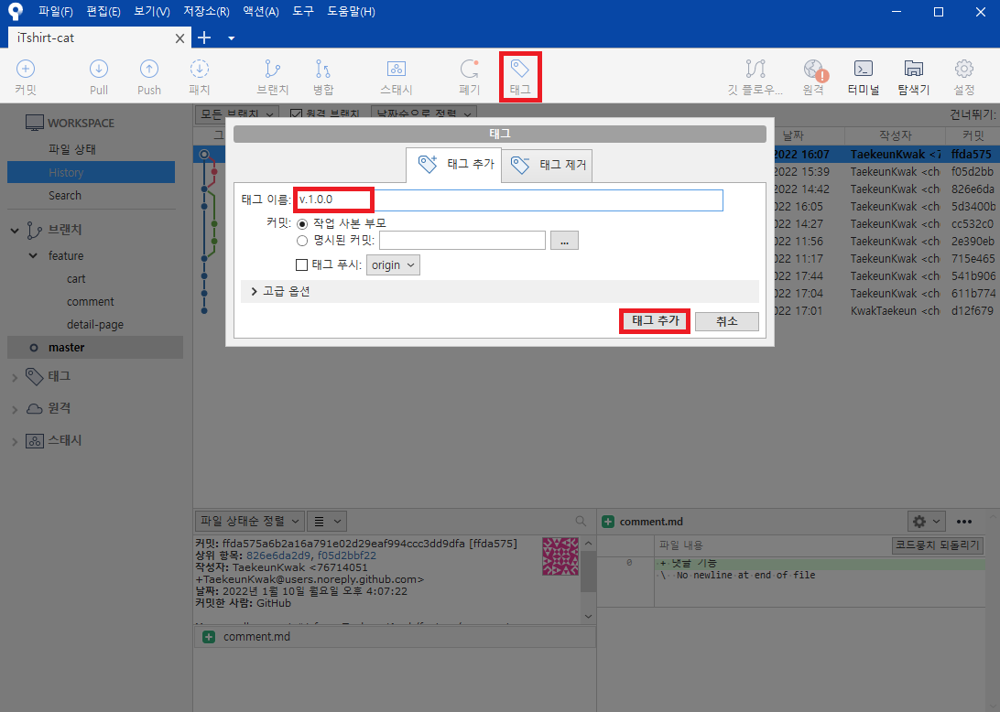 파일(F) 편집(E) 보기(V) 저장소(R) 액션(A) 도구 도움말(H)
iTshirt-cat
커밋 Pull Push 패치 브랜치 병합 스태시 폐기 태그 깃 플로우... 원격 터미널 탐색기 설정
WORKSPACE
파일 상태
History
Search
브랜치
feature
cart
comment
detail-page
master
태그
원격
스태시
모든 브랜치 원격 브랜치 날짜순으로 정렬 건너뛰기:
그 날짜 작성자 커밋
2022 16:07 TaekeunKwak <7 ffda575
2022 15:39 TaekeunKwak <ch f05d2bb
2022 14:42 TaekeunKwak <ch 826e6da
2022 16:05 TaekeunKwak <ch 5d3400b
2022 14:27 TaekeunKwak <ch cc532c0
2022 11:56 TaekeunKwak <ch 2e390eb
2022 11:17 TaekeunKwak <ch 715e465
2022 17:44 TaekeunKwak <ch 541b906
2022 17:04 TaekeunKwak <ch 611b774
2022 17:01 KwakTaekeun <ch d12f679
태그
태그 추가 태그 제거
태그 이름: v.1.0.0
커밋: 작업 사본 부모
명시된 커밋: ...
태그 푸시: origin
고급 옵션
태그 추가 취소
파일 상태순 정렬
커밋: ffda575a6b2a16a791e02d29eaf994ccc3dd9dfa [ffda575]
상위 항목: 826e6da2d9, f05d2bbf22
작성자: TaekeunKwak <76714051
+TaekeunKwak@users.noreply.github.com>
날짜: 2022년 1월 10일 월요일 오후 4:07:22
커밋한 사람: GitHub
comment.md
comment.md
파일 내용 코드뭉치 되돌리기
0 + 댓글 기능
\ No newline at end of file